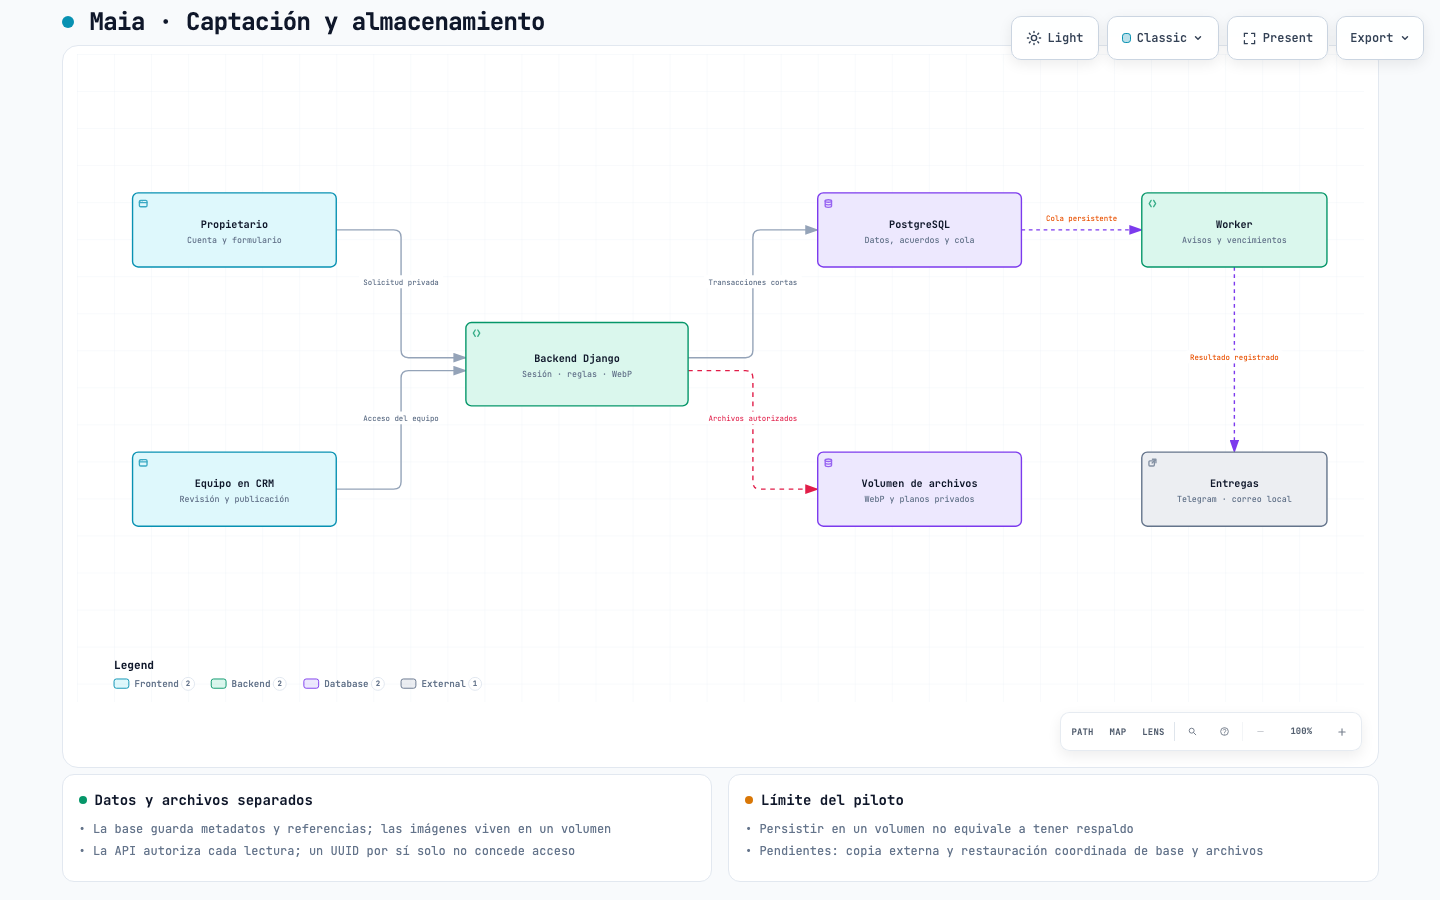 Maia · Captación y almacenamiento
Light
Classic
Present
Export
Propietario
Cuenta y formulario
PostgreSQL
Datos, acuerdos y cola
Cola persistente
Worker
Avisos y vencimientos
Solicitud privada
Transacciones cortas
Backend Django
Sesión · reglas · WebP
Resultado registrado
Acceso del equipo
Archivos autorizados
Equipo en CRM
Revisión y publicación
Volumen de archivos
WebP y planos privados
Entregas
Telegram · correo local
Legend
Frontend 2
Backend 2
Database 2
External 1
PATH
MAP
LENS
100%
Datos y archivos separados
• La base guarda metadatos y referencias; las imágenes viven en un volumen
• La API autoriza cada lectura; un UUID por sí solo no concede acceso
Límite del piloto
• Persistir en un volumen no equivale a tener respaldo
• Pendientes: copia externa y restauración coordinada de base y archivos